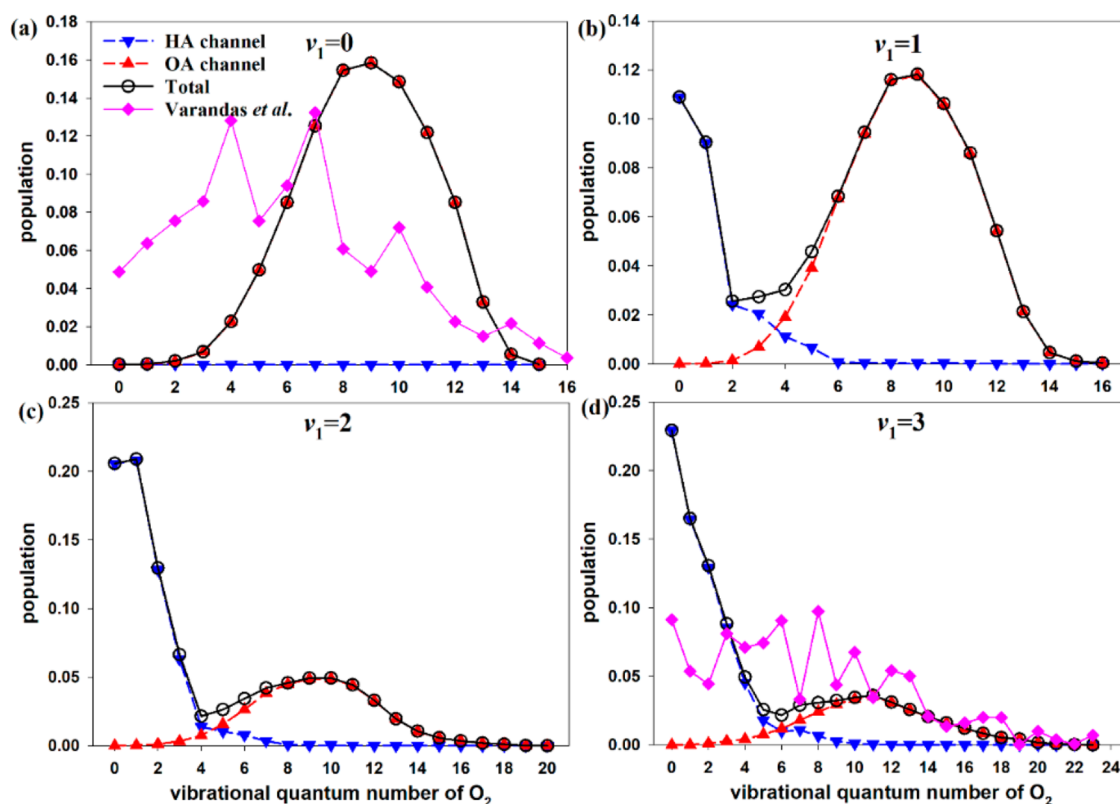 (a)
v₁=0
HA channel
OA channel
Total
Varandas et al.
population
0.18
0.16
0.14
0.12
0.10
0.08
0.06
0.04
0.02
0.00
0 2 4 6 8 10 12 14 16
(b)
v₁=1
population
0.14
0.12
0.10
0.08
0.06
0.04
0.02
0.00
0 2 4 6 8 10 12 14 16
(c)
v₁=2
population
0.25
0.20
0.15
0.10
0.05
0.00
0 2 4 6 8 10 12 14 16 18 20
vibrational quantum number of O₂
(d)
v₁=3
population
0.25
0.20
0.15
0.10
0.05
0.00
0 2 4 6 8 10 12 14 16 18 20 22 24
vibrational quantum number of O₂